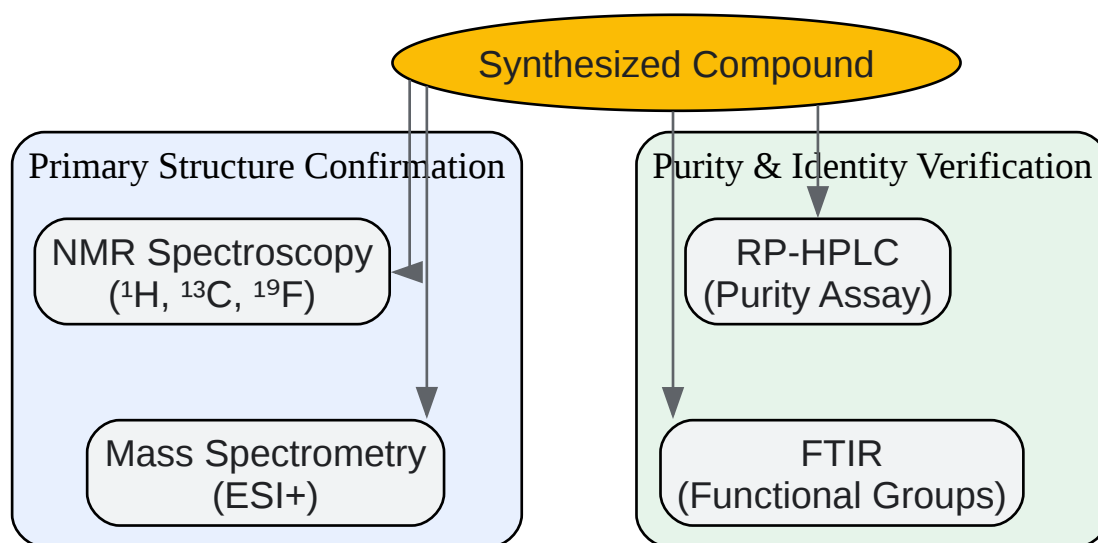 Synthesized Compound
Primary Structure Confirmation
NMR Spectroscopy
(¹H, ¹³C, ¹⁹F)
Mass Spectrometry
(ESI+)
Purity & Identity Verification
RP-HPLC
(Purity Assay)
FTIR
(Functional Groups)